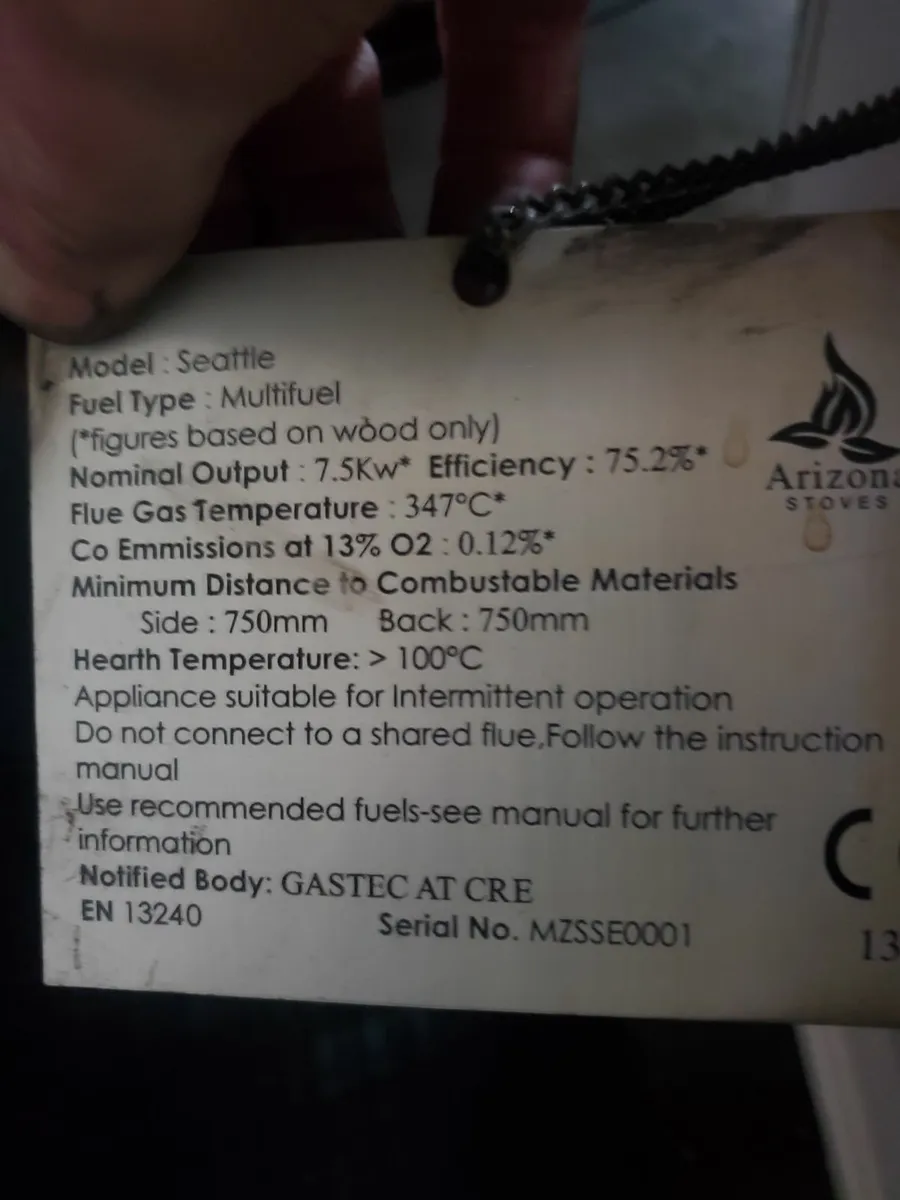 Model : Seattle
Fuel Type : Multifuel
(*figures based on wood only)
Nominal Output : 7.5Kw* Efficiency : 75.2%*
Flue Gas Temperature : 347°C*
Co Emmissions at 13% O2 : 0.12%*
Minimum Distance to Combustable Materials
Side : 750mm Back : 750mm
Hearth Temperature: > 100°C
Appliance suitable for Intermittent operation
Do not connect to a shared flue,Follow the instruction
manual
Use recommended fuels-see manual for further
information
Notified Body: GASTEC AT CRE
EN 13240 Serial No. MZSSE0001
Arizona
STOVES
13